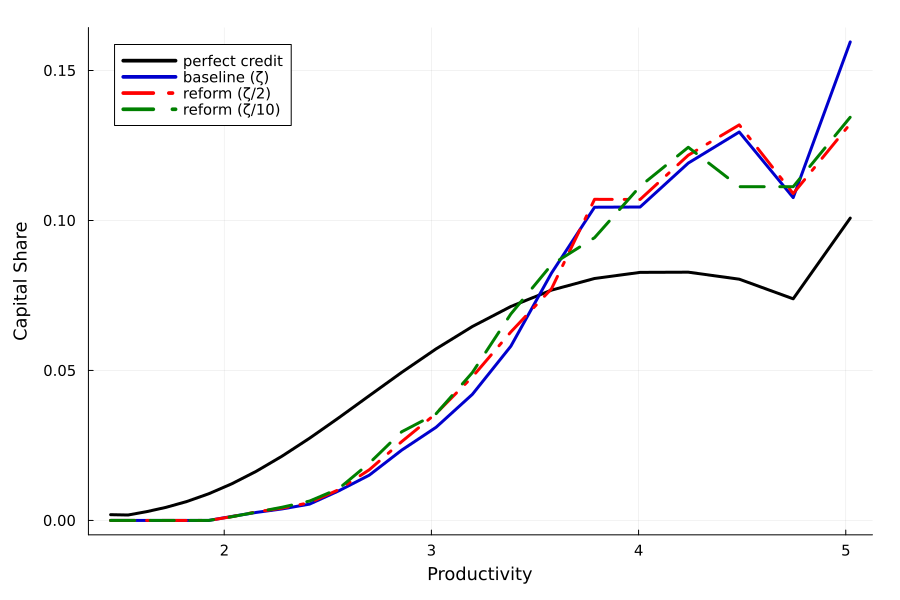 perfect credit
baseline (ζ)
reform (ζ/2)
reform (ζ/10)
0.15
0.10
0.05
0.00
Capital Share
2 3 4 5
Productivity